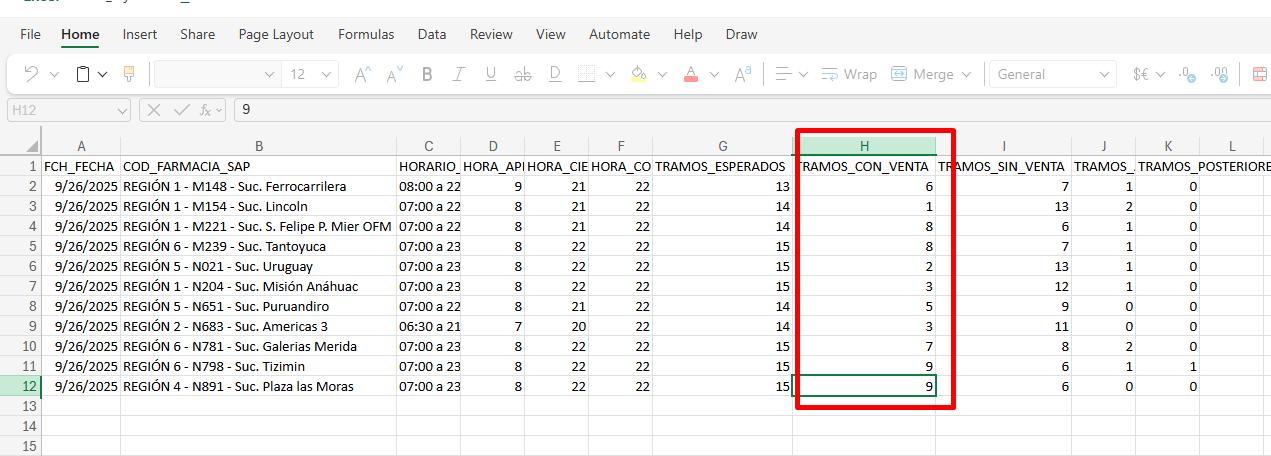 File Home Insert Share Page Layout Formulas Data Review View Automate Help Draw
12 A A B I U ab D A Aa Wrap Merge General $€ .0 .00
H12 fx 9
A B C D E F G H I J K L
1 FCH_FECHA COD_FARMACIA_SAP HORARIO_ HORA_API HORA_CIE HORA_CO TRAMOS_ESPERADOS TRAMOS_CON_VENTA TRAMOS_SIN_VENTA TRAMOS_ TRAMOS_POSTERIORE
2 9/26/2025 REGIÓN 1 - M148 - Suc. Ferrocarrilera 08:00 a 22 9 21 22 13 6 7 1 0
3 9/26/2025 REGIÓN 1 - M154 - Suc. Lincoln 07:00 a 22 8 21 22 14 1 13 2 0
4 9/26/2025 REGIÓN 1 - M221 - Suc. S. Felipe P. Mier OFM 07:00 a 22 8 21 22 14 8 6 1 0
5 9/26/2025 REGIÓN 6 - M239 - Suc. Tantoyuca 07:00 a 23 8 22 22 15 8 7 1 0
6 9/26/2025 REGIÓN 5 - N021 - Suc. Uruguay 07:00 a 23 8 22 22 15 2 13 1 0
7 9/26/2025 REGIÓN 1 - N204 - Suc. Misión Anáhuac 07:00 a 23 8 22 22 15 3 12 1 0
8 9/26/2025 REGIÓN 5 - N651 - Suc. Puruandiro 07:00 a 22 8 21 22 14 5 9 0 0
9 9/26/2025 REGIÓN 2 - N683 - Suc. Americas 3 06:30 a 21 7 20 22 14 3 11 0 0
10 9/26/2025 REGIÓN 6 - N781 - Suc. Galerias Merida 07:00 a 23 8 22 22 15 7 8 2 0
11 9/26/2025 REGIÓN 6 - N798 - Suc. Tizimin 07:00 a 23 8 22 22 15 9 6 1 1
12 9/26/2025 REGIÓN 4 - N891 - Suc. Plaza las Moras 07:00 a 23 8 22 22 15 9 6 0 0
13
14
15